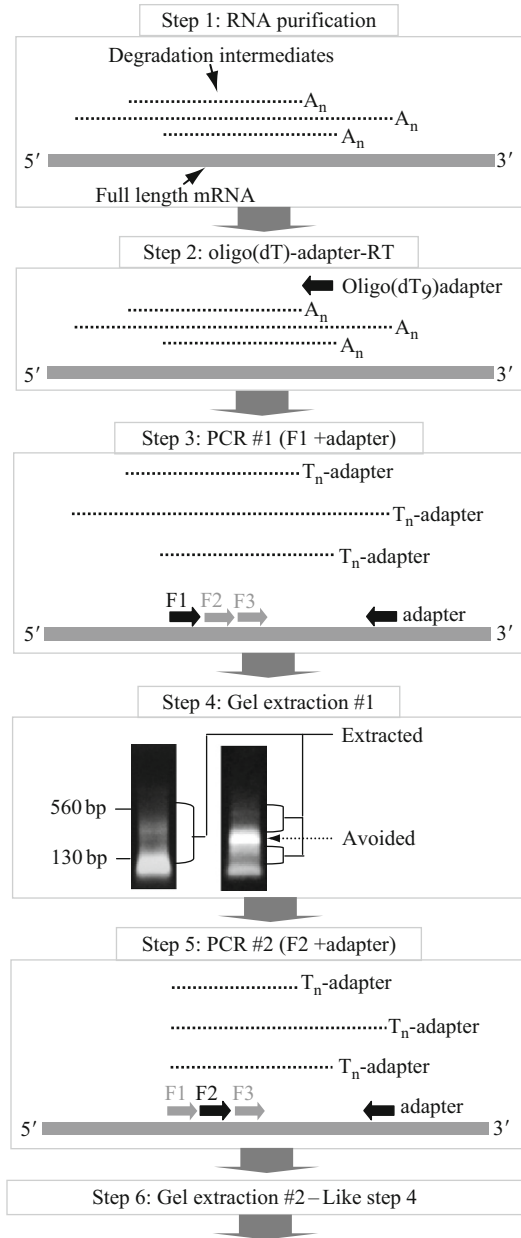 Step 1: RNA purification
Degradation intermediates
Aₙ
Aₙ
Aₙ
5′ 3′
Full length mRNA
Step 2: oligo(dT)-adapter-RT
Oligo(dT₉)adapter
Aₙ
Aₙ
Aₙ
5′ 3′
Step 3: PCR #1 (F1 +adapter)
Tₙ-adapter
Tₙ-adapter
Tₙ-adapter
F1 F2 F3
adapter
5′ 3′
Step 4: Gel extraction #1
Extracted
560 bp
Avoided
130 bp
Step 5: PCR #2 (F2 +adapter)
Tₙ-adapter
Tₙ-adapter
Tₙ-adapter
F1 F2 F3
adapter
5′ 3′
Step 6: Gel extraction #2 – Like step 4